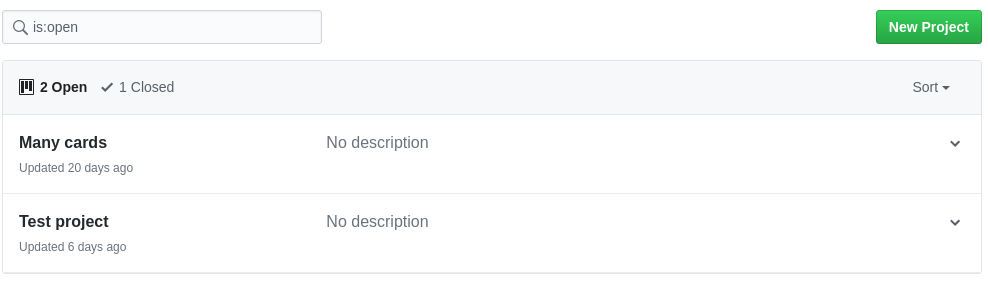 is:open
New Project
2 Open 1 Closed Sort
Many cards No description
Updated 20 days ago
Test project No description
Updated 6 days ago